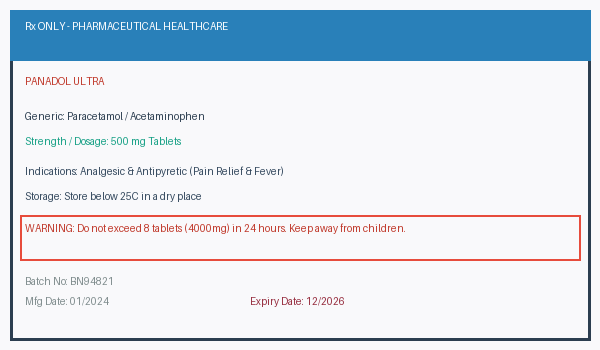 Rx ONLY - PHARMACEUTICAL HEALTHCARE
PANADOL ULTRA
Generic: Paracetamol / Acetaminophen
Strength / Dosage: 500 mg Tablets
Indications: Analgesic & Antipyretic (Pain Relief & Fever)
Storage: Store below 25C in a dry place
WARNING: Do not exceed 8 tablets (4000mg) in 24 hours. Keep away from children.
Batch No: BN94821
Mfg Date: 01/2024 Expiry Date: 12/2026